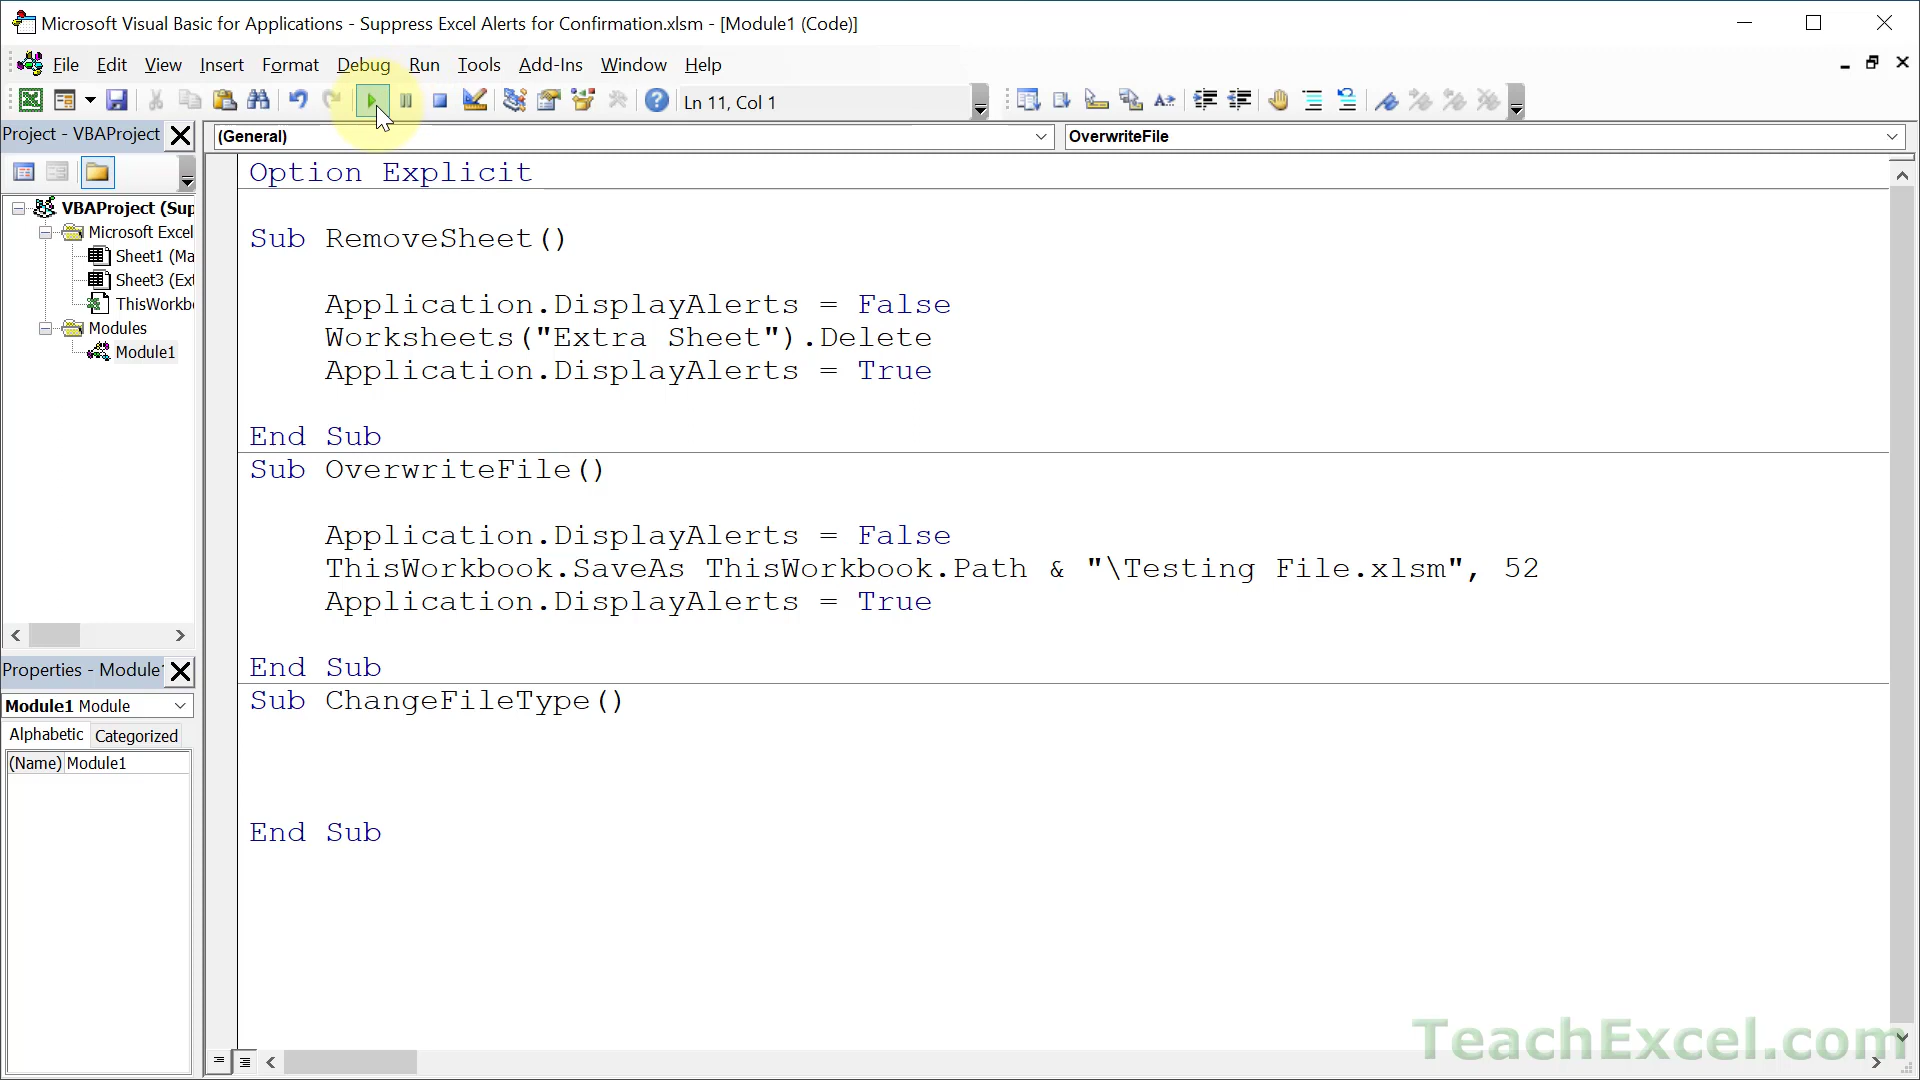 Microsoft Visual Basic for Applications - Suppress Excel Alerts for Confirmation.xlsm - [Module1 (Code)]
File Edit View Insert Format Debug Run Tools Add-Ins Window Help
Ln 11, Col 1
Project - VBAProject
(General) OverwriteFile
VBAProject (Sup
Microsoft Excel
Sheet1 (Ma
Sheet3 (Ext
ThisWorkbo
Modules
Module1
Properties - Module1
Module1 Module
Alphabetic Categorized
(Name) Module1
Option Explicit
Sub RemoveSheet()
Application.DisplayAlerts = False
Worksheets("Extra Sheet").Delete
Application.DisplayAlerts = True
End Sub
Sub OverwriteFile()
Application.DisplayAlerts = False
ThisWorkbook.SaveAs ThisWorkbook.Path & "\Testing File.xlsm", 52
Application.DisplayAlerts = True
End Sub
Sub ChangeFileType()
End Sub
TeachExcel.com